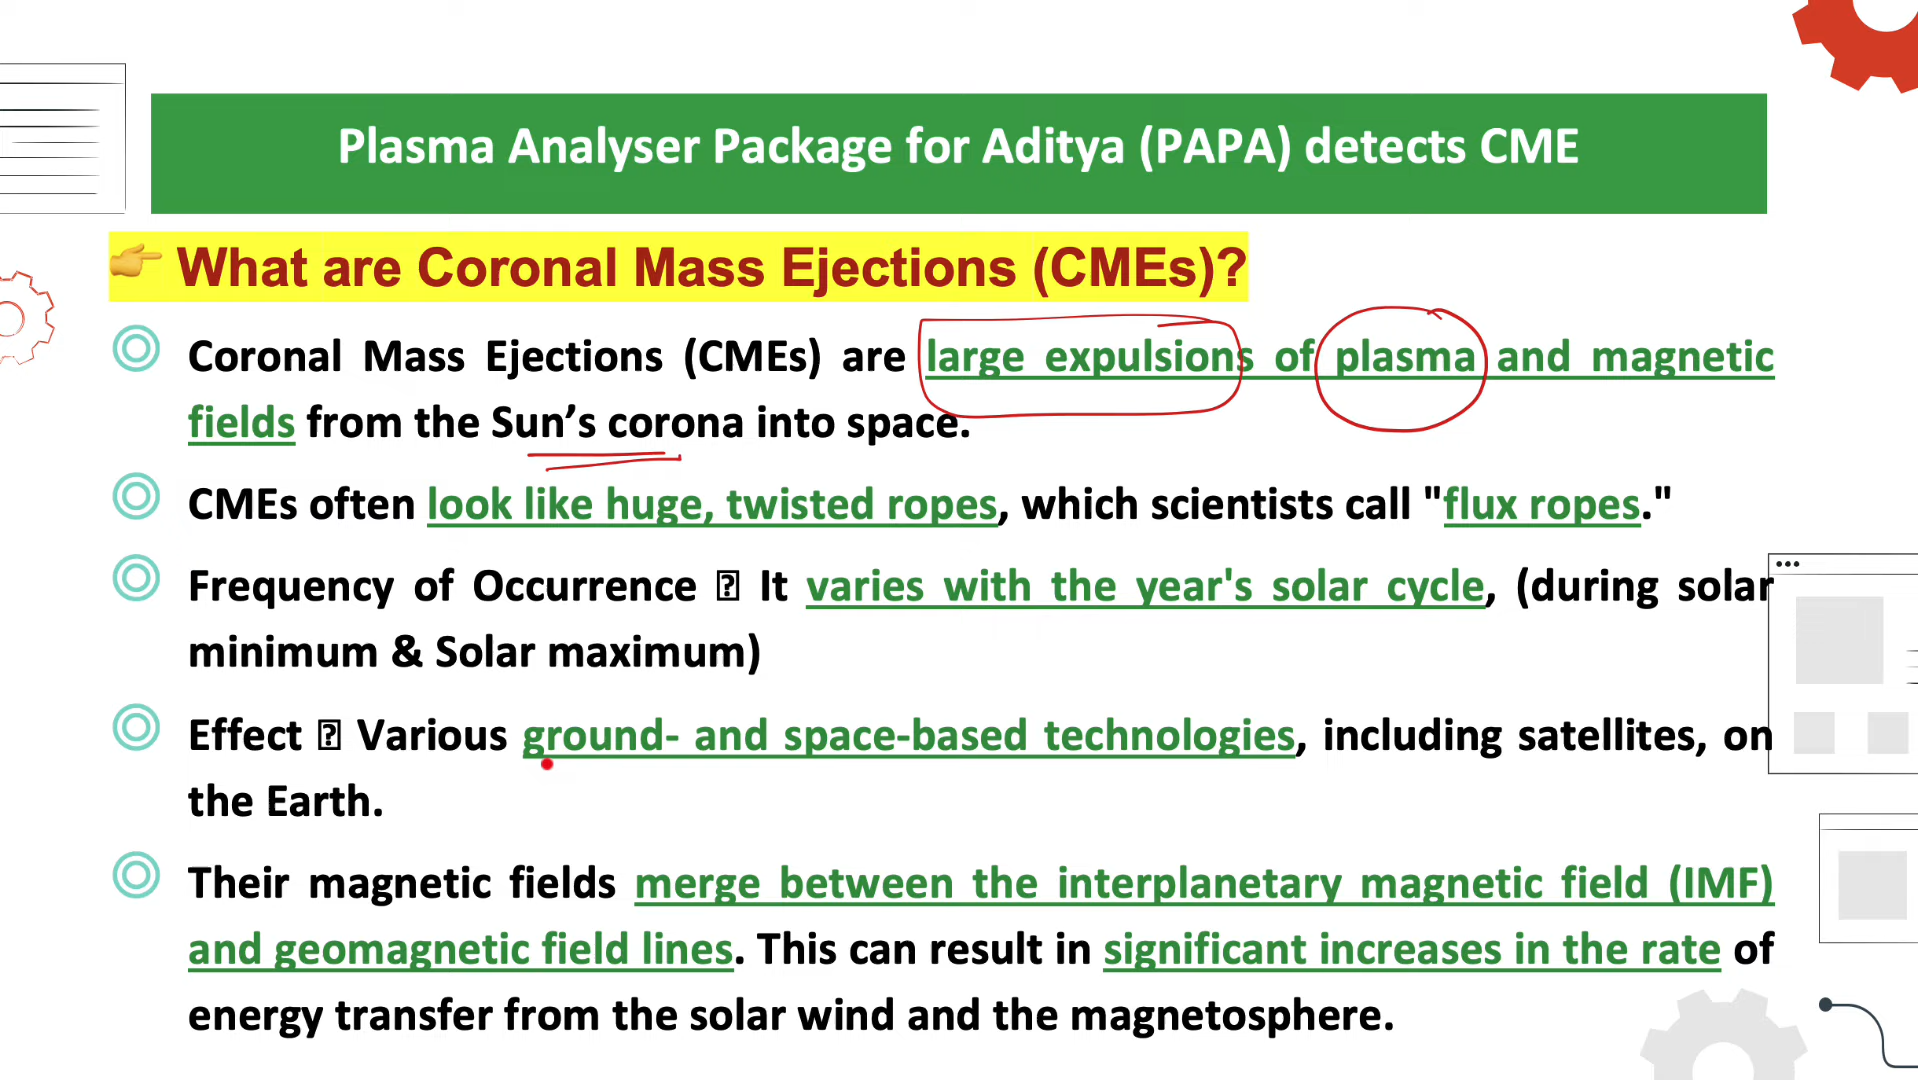 Plasma Analyser Package for Aditya (PAPA) detects CME
👉 What are Coronal Mass Ejections (CMEs)?
Coronal Mass Ejections (CMEs) are large expulsions of plasma and magnetic
fields from the Sun’s corona into space.
CMEs often look like huge, twisted ropes, which scientists call "flux ropes."
Frequency of Occurrence ⍰ It varies with the year's solar cycle, (during solar
minimum & Solar maximum)
Effect ⍰ Various ground- and space-based technologies, including satellites, on
the Earth.
Their magnetic fields merge between the interplanetary magnetic field (IMF)
and geomagnetic field lines. This can result in significant increases in the rate of
energy transfer from the solar wind and the magnetosphere.